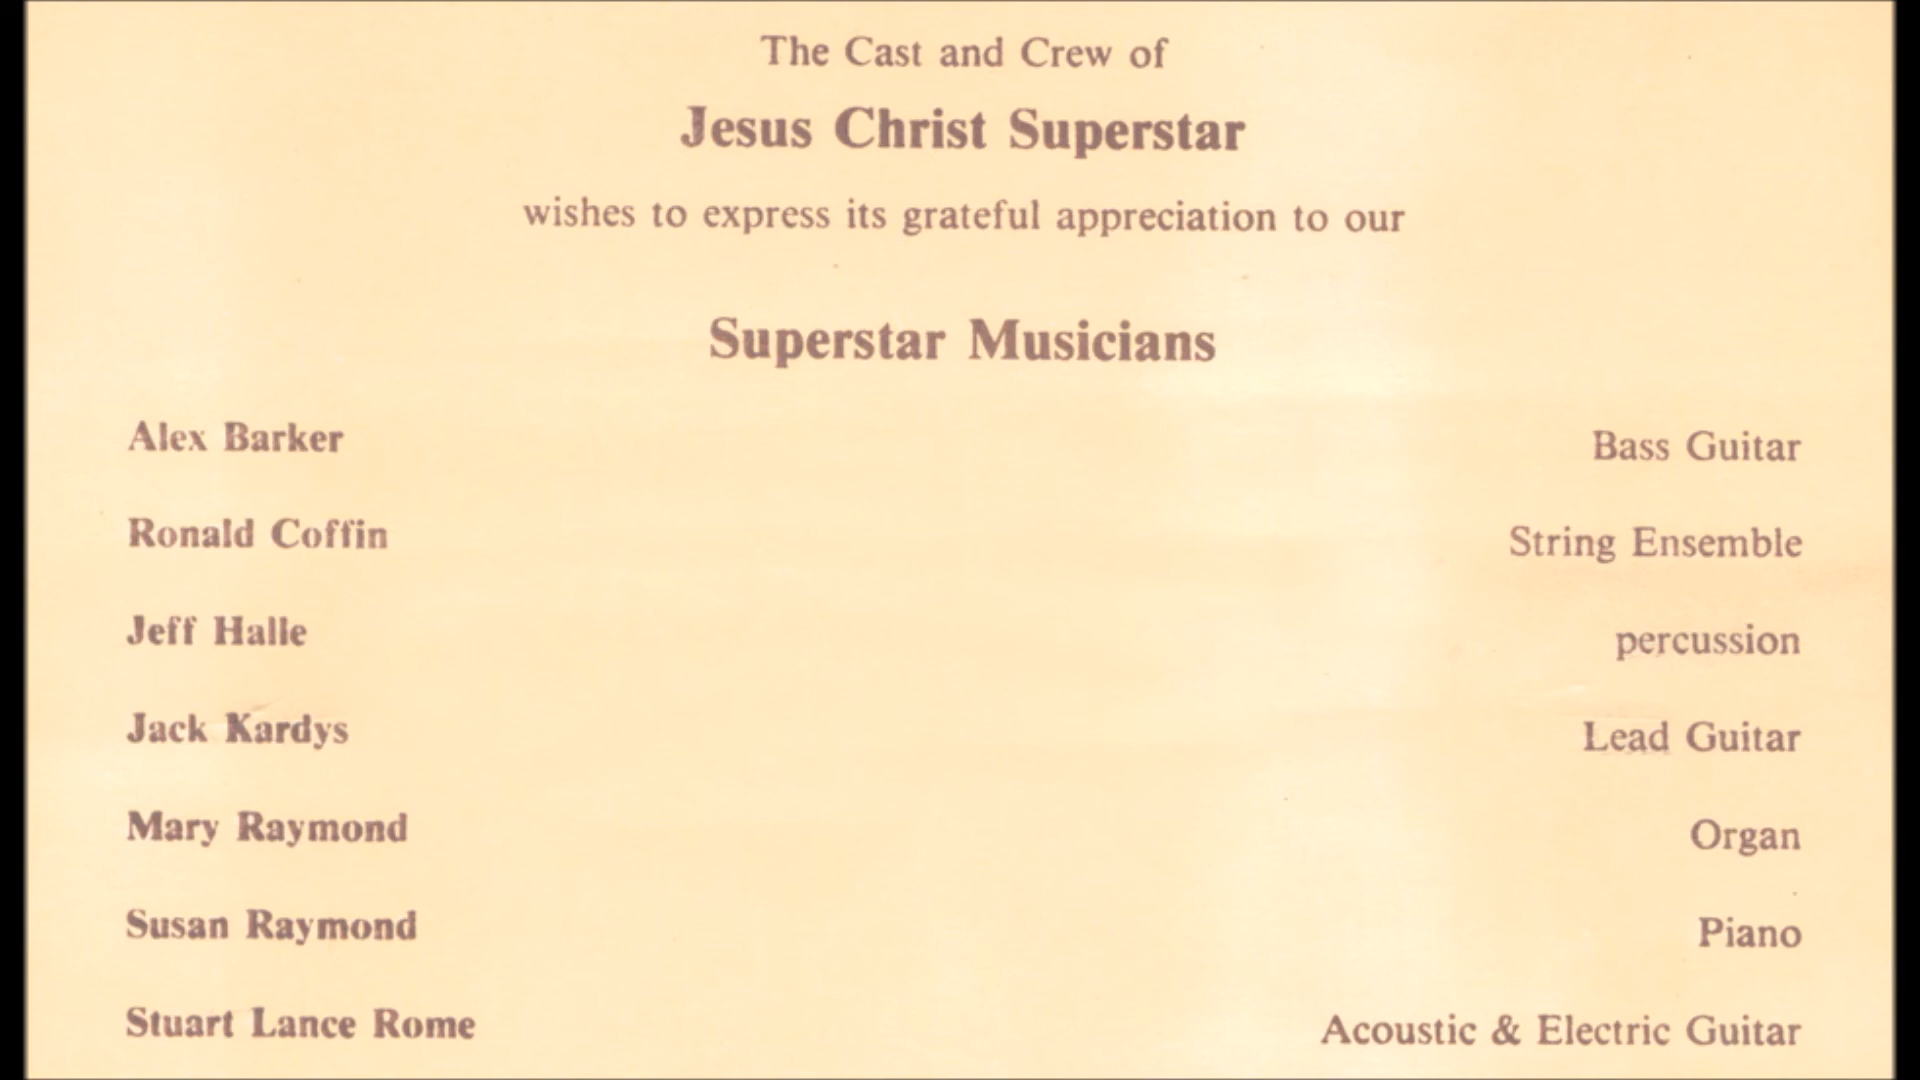 The Cast and Crew of
Jesus Christ Superstar
wishes to express its grateful appreciation to our
Superstar Musicians
Alex Barker Bass Guitar
Ronald Coffin String Ensemble
Jeff Halle percussion
Jack Kardys Lead Guitar
Mary Raymond Organ
Susan Raymond Piano
Stuart Lance Rome Acoustic & Electric Guitar